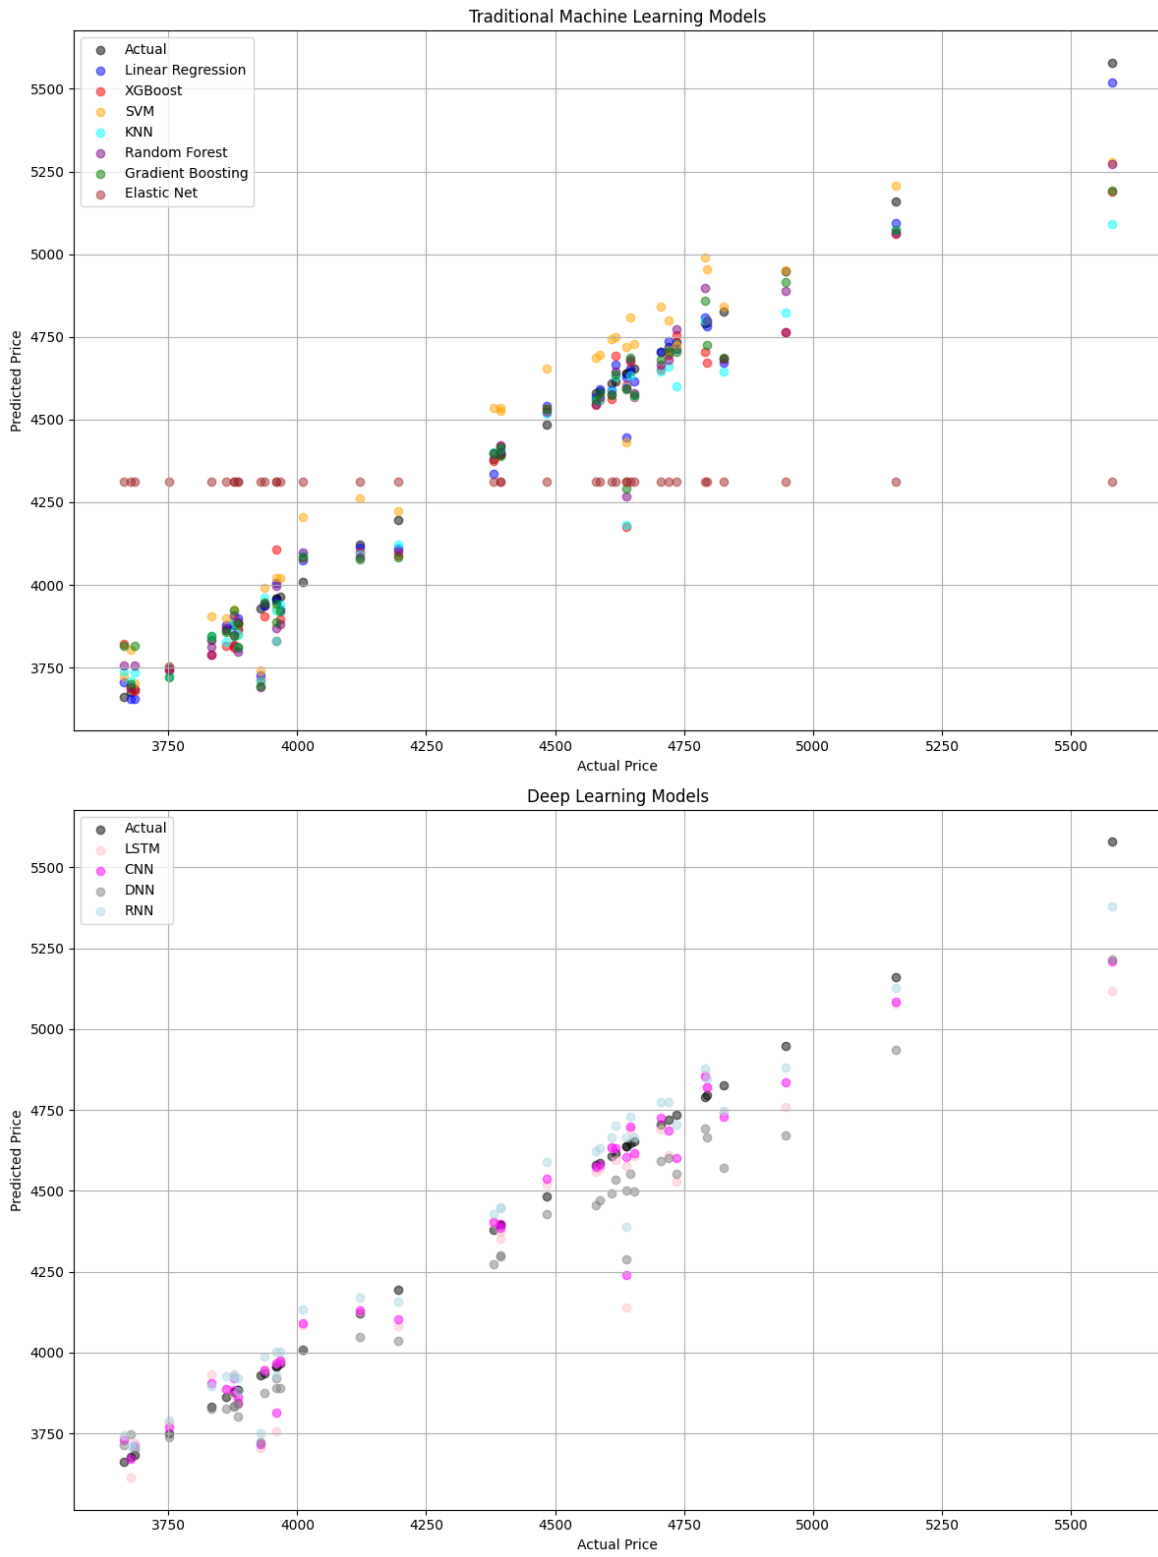 Traditional Machine Learning Models
Actual
Linear Regression
XGBoost
SVM
KNN
Random Forest
Gradient Boosting
Elastic Net
5500
5250
5000
4750
4500
4250
4000
3750
Predicted Price
3750 4000 4250 4500 4750 5000 5250 5500
Actual Price
Deep Learning Models
Actual
LSTM
CNN
DNN
RNN
5500
5250
5000
4750
4500
4250
4000
3750
Predicted Price
3750 4000 4250 4500 4750 5000 5250 5500
Actual Price